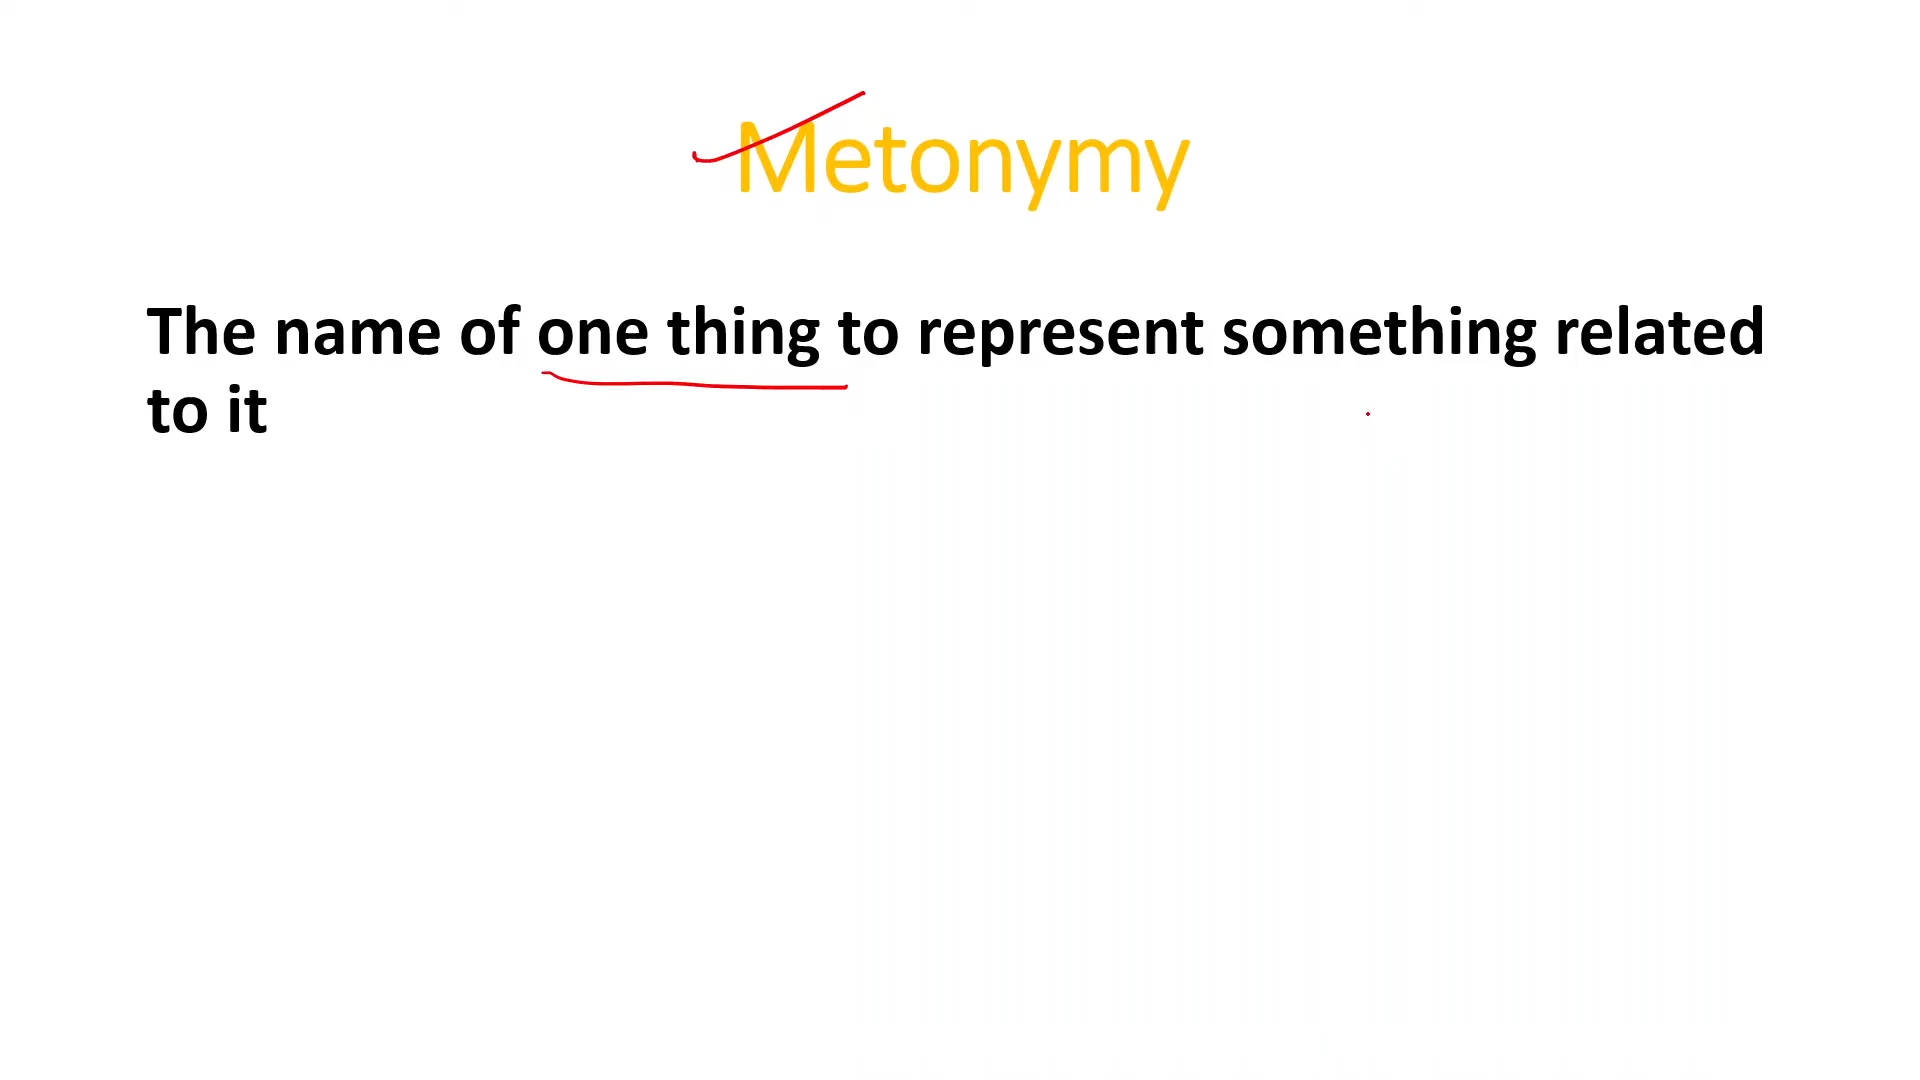 Metonymy
The name of one thing to represent something related
to it